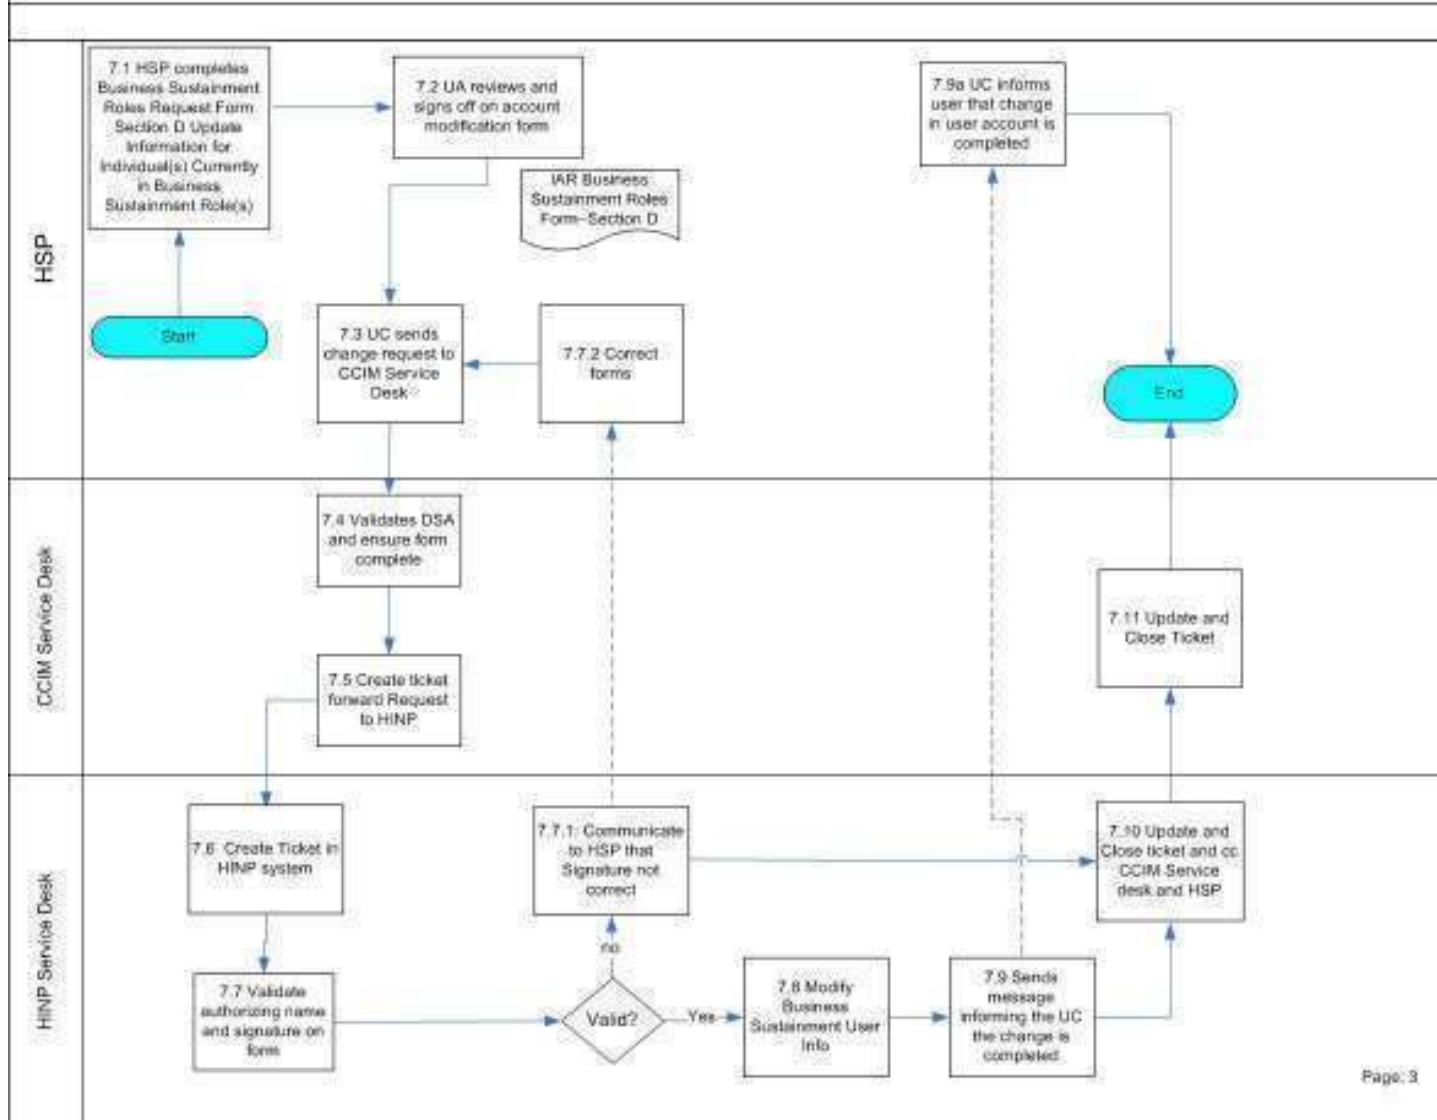 HSP
7.1 HSP completes
Business Sustainment
Roles Request Form
Section D Update
Information for
Individual(s) Currently
in Business
Sustainment Role(s)
7.2 UA reviews and
signs off on account
modification form
IAR Business
Sustainment Roles
Form–Section D
7.9a UC informs
user that change
in user account is
completed
Start
7.3 UC sends
change request to
CCIM Service
Desk
7.7.2 Correct
forms
End
CCIM Service Desk
7.4 Validates DSA
and ensure form
complete
7.5 Create ticket
forward Request
to HINP
7.11 Update and
Close Ticket
HINP Service Desk
7.6 Create Ticket in
HINP system
7.7.1: Communicate
to HSP that
Signature not
correct
7.10 Update and
Close ticket and cc
CCIM Service
desk and HSP
no
7.7 Validate
authorizing name
and signature on
form
Valid?
Yes
7.8 Modify
Business
Sustainment User
Info
7.9 Sends
message
informing the UC
the change is
completed
Page: 3